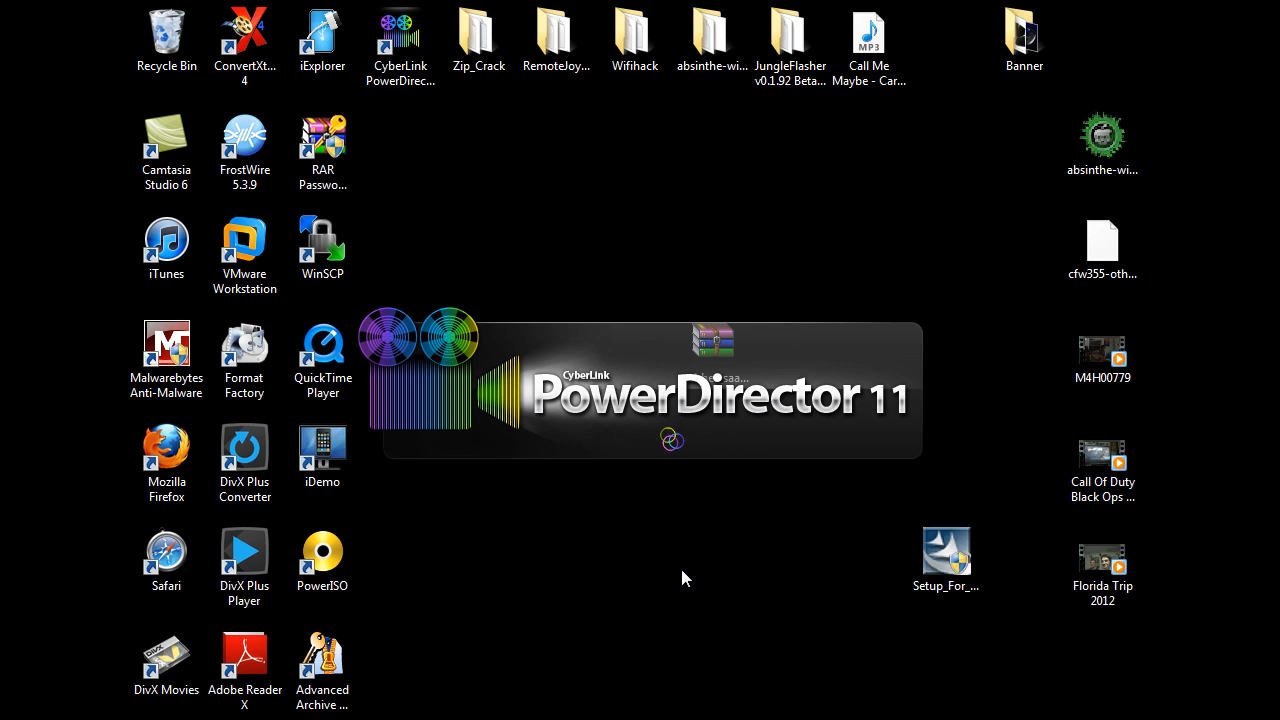 Recycle Bin
ConvertXt...
4
iExplorer
CyberLink
PowerDirec...
Zip_Crack
RemoteJoy...
Wifihack
absinthe-wi...
JungleFlasher
v0.1.92 Beta...
MP3
Call Me
Maybe - Car...
Banner
Camtasia
Studio 6
FrostWire
5.3.9
RAR
Passwo...
absinthe-wi...
iTunes
VMware
Workstation
WinSCP
cfw355-oth...
Malwarebytes
Anti-Malware
Format
Factory
QuickTime
Player
CyberLink
PowerDirector 11
M4H00779
Mozilla
Firefox
DivX Plus
Converter
iDemo
Call Of Duty
Black Ops ...
Safari
DivX Plus
Player
PowerISO
Setup_For_...
Florida Trip
2012
DivX
DivX Movies
Adobe Reader
X
Advanced
Archive ...